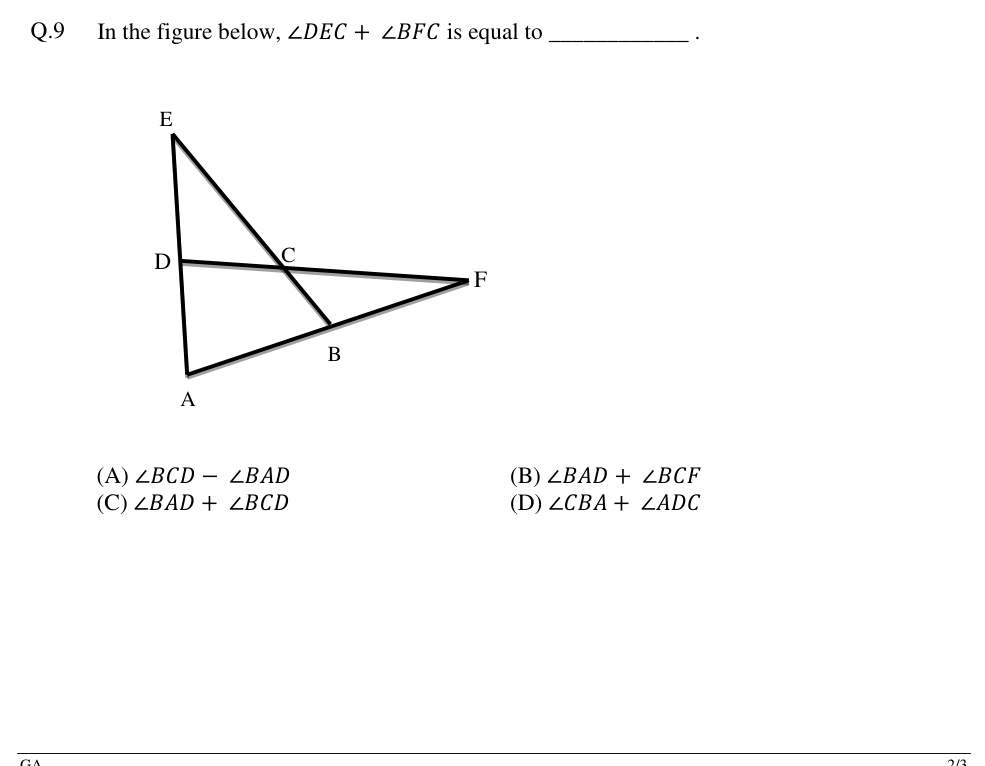 Q.9 In the figure below, ∠DEC + ∠BFC is equal to ____________ .
E
C
D
F
B
A
(A) ∠BCD − ∠BAD (B) ∠BAD + ∠BCF
(C) ∠BAD + ∠BCD (D) ∠CBA + ∠ADC
GA 2/3